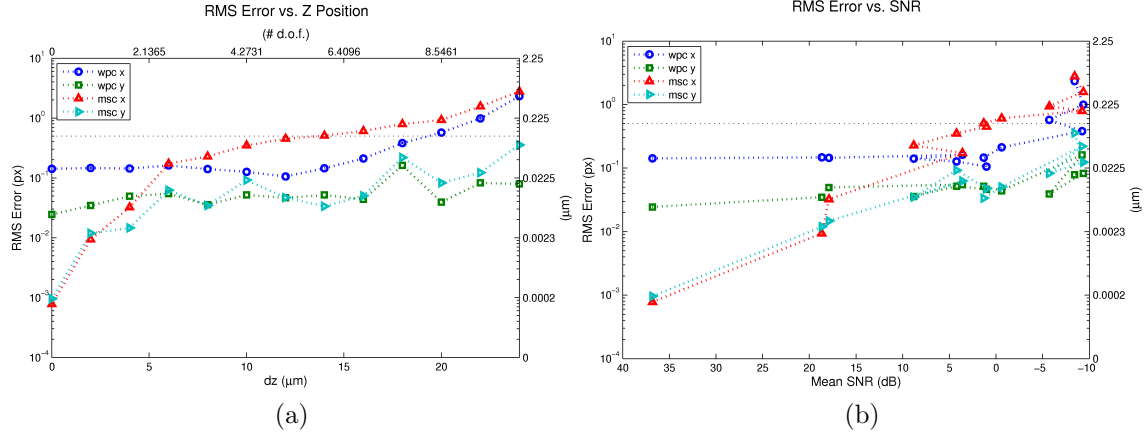 RMS Error vs. Z Position
(# d.o.f.)
0 2.1365 4.2731 6.4096 8.5461
10^1 2.25
10^0 0.225
10^-1 0.0225
10^-2 0.0023
10^-3 0.0002
10^-4 0
wpc x
wpc y
msc x
msc y
RMS Error (px)
(μm)
0 5 10 15 20
dz (μm)
(a)
RMS Error vs. SNR
10^1 2.25
10^0 0.225
10^-1 0.0225
10^-2 0.0023
10^-3 0.0002
10^-4 0
wpc x
wpc y
msc x
msc y
RMS Error (px)
(μm)
40 35 30 25 20 15 10 5 0 −5 −10
Mean SNR (dB)
(b)